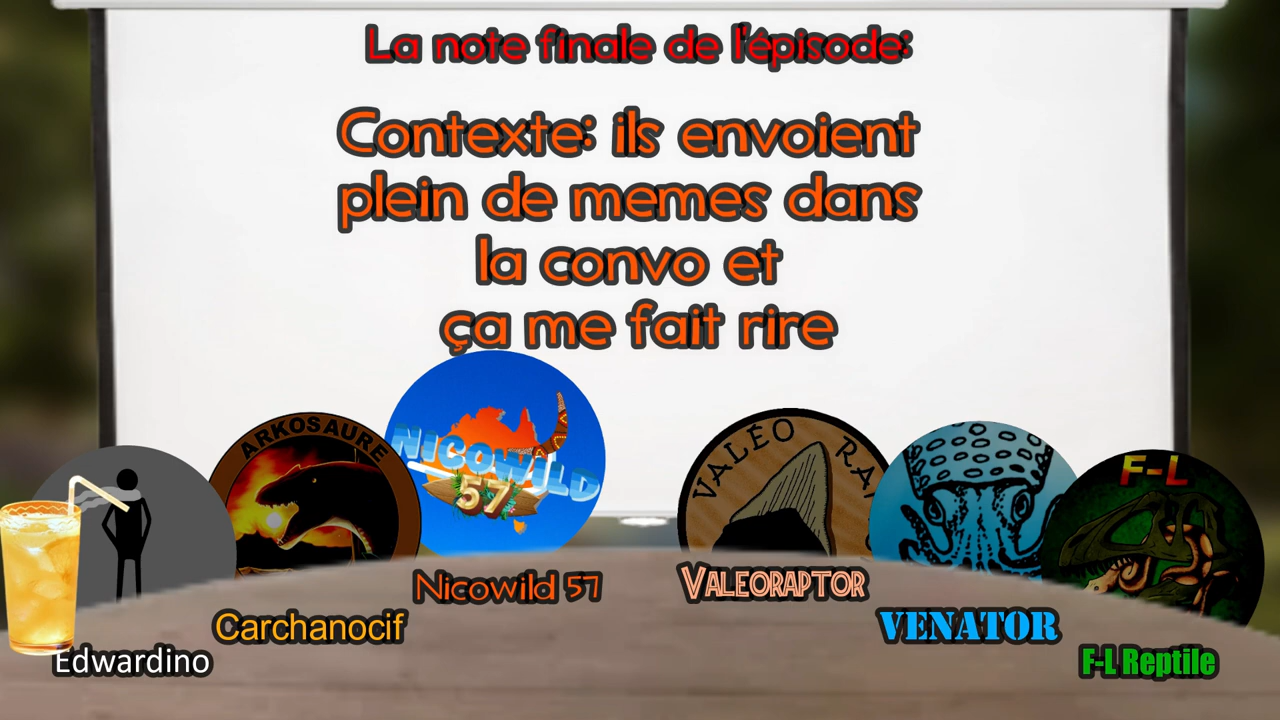 La note finale de l'épisode:
Contexte: ils envoient
plein de memes dans
la convo et
ça me fait rire
ARKOSAURE
NICOWILD
57
VALÉO RA
F-L
Nicowild 57
VALEORAPTOR
Carchanocif
VENATOR
Edwardino
F-L Reptile